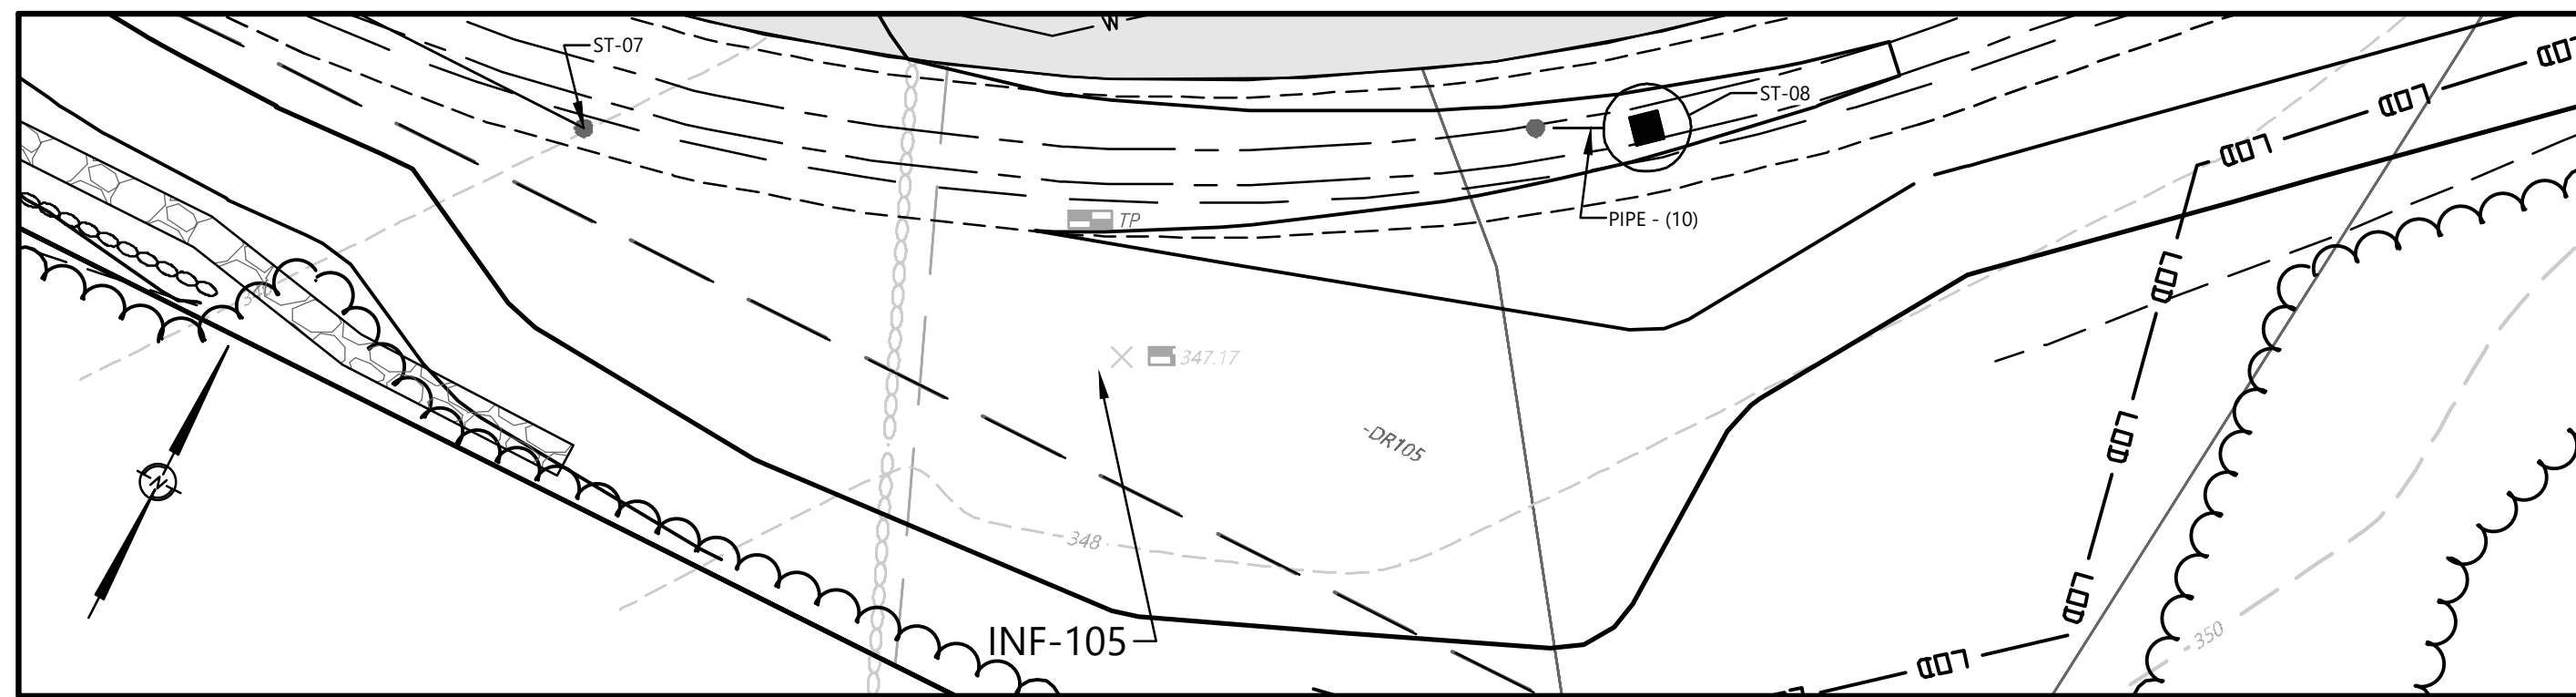 W
ST-07
ST-08
LOD
LOD
LOD
TP
PIPE - (10)
LOD
347.17
-DR105
LOD
348
N
LOD
350
INF-105
LOD